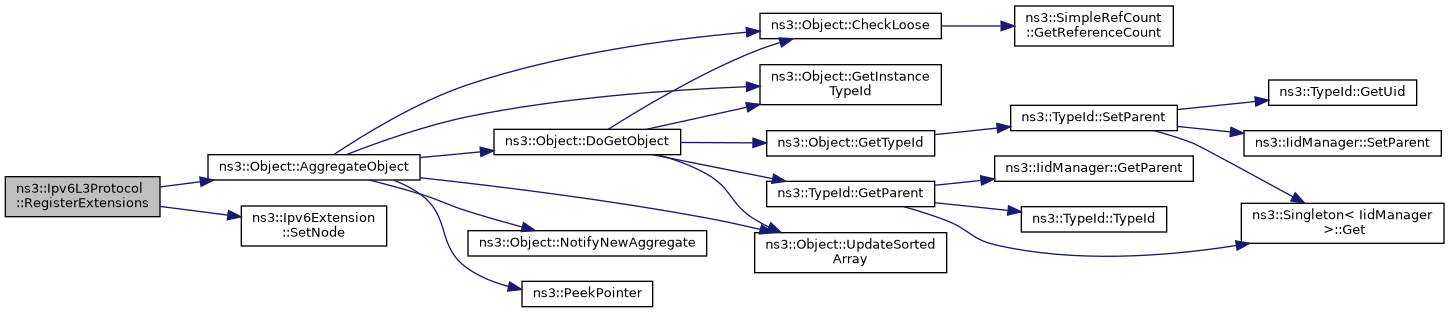 ns3::Ipv6L3Protocol
::RegisterExtensions
ns3::Object::AggregateObject
ns3::Ipv6Extension
::SetNode
ns3::Object::DoGetObject
ns3::Object::NotifyNewAggregate
ns3::PeekPointer
ns3::Object::CheckLoose
ns3::Object::GetInstance
TypeId
ns3::Object::GetTypeId
ns3::TypeId::GetParent
ns3::Object::UpdateSorted
Array
ns3::SimpleRefCount
::GetReferenceCount
ns3::TypeId::SetParent
ns3::IidManager::GetParent
ns3::TypeId::TypeId
ns3::TypeId::GetUid
ns3::IidManager::SetParent
ns3::Singleton< IidManager
>::Get